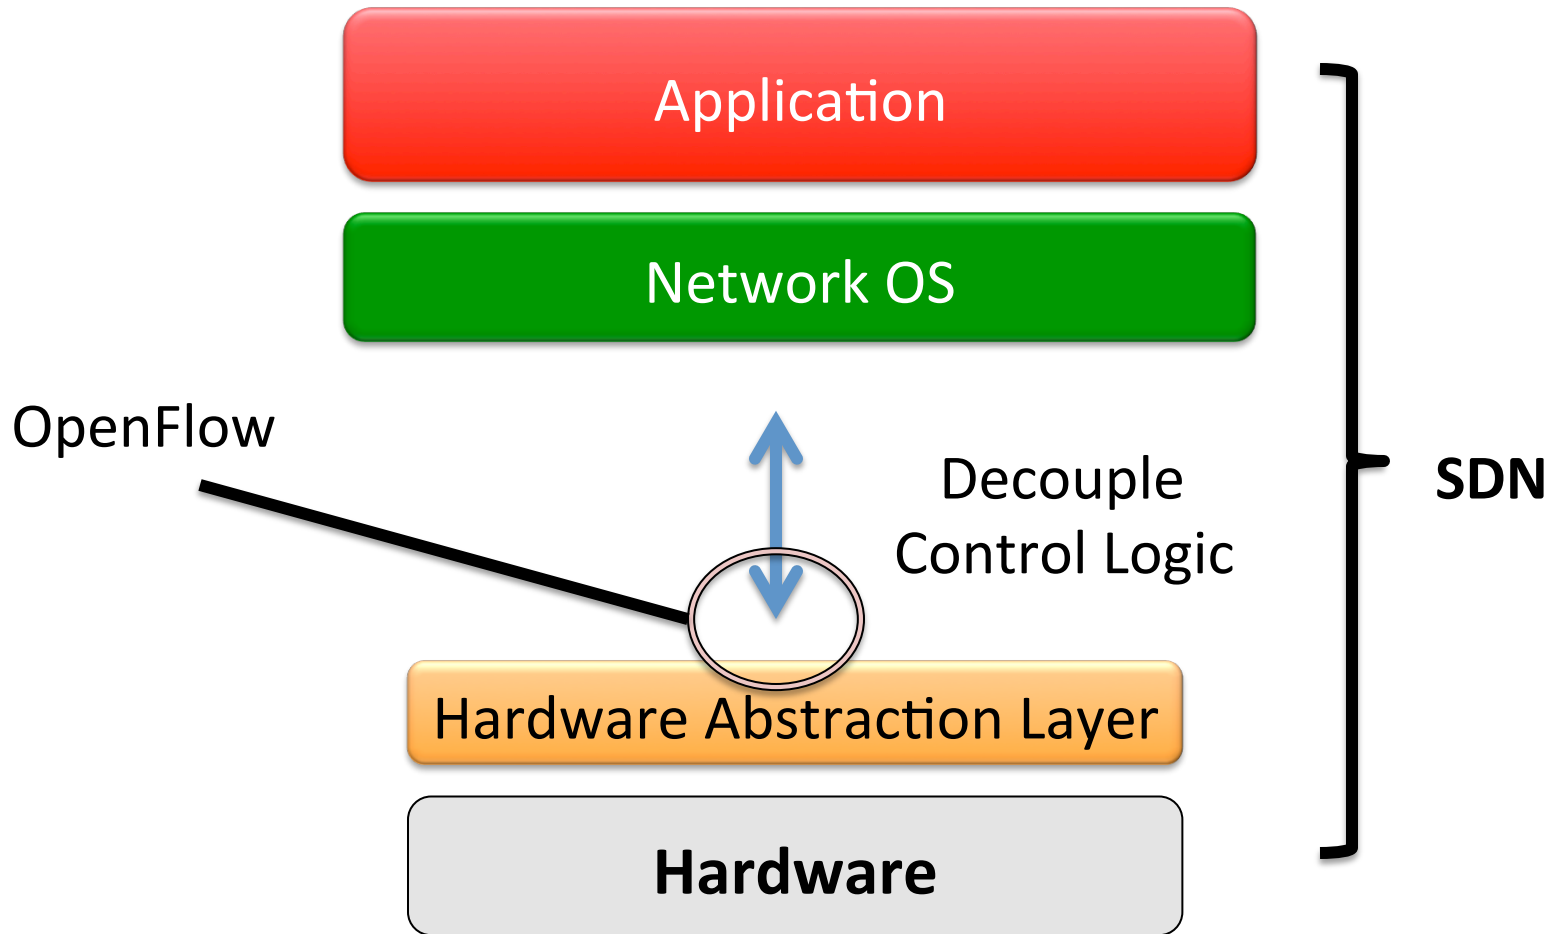 Application
Network OS
OpenFlow
Decouple
Control Logic
SDN
Hardware Abstraction Layer
Hardware